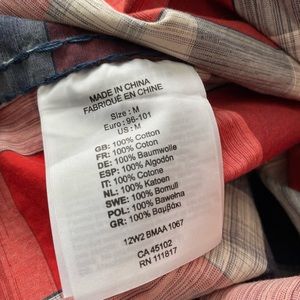 MADE IN CHINA
FABRIQUÉ EN CHINE
Size : M
Euro : 96-101
US : M
GB: 100% Cotton
FR: 100% Coton
DE: 100% Baumwolle
ESP: 100% Algodón
IT: 100% Cotone
NL: 100% Katoen
SWE: 100% Bomull
POL: 100% Bawełna
GR: 100% Βαμβάκι
12W2 BMAA 1067
CA 45102
RN 111817